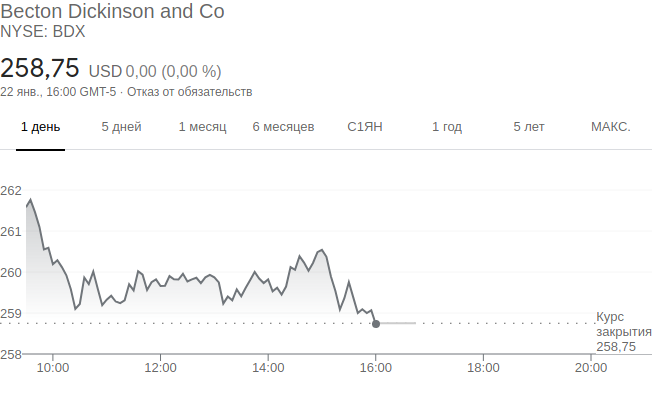 Becton Dickinson and Co
NYSE: BDX
258,75 USD 0,00 (0,00 %)
22 янв., 16:00 GMT-5 · Отказ от обязательств
1 день 5 дней 1 месяц 6 месяцев С1ЯН 1 год 5 лет МАКС.
262
261
260
259
Курс
закрытия
258,75
258
10:00 12:00 14:00 16:00 18:00 20:00